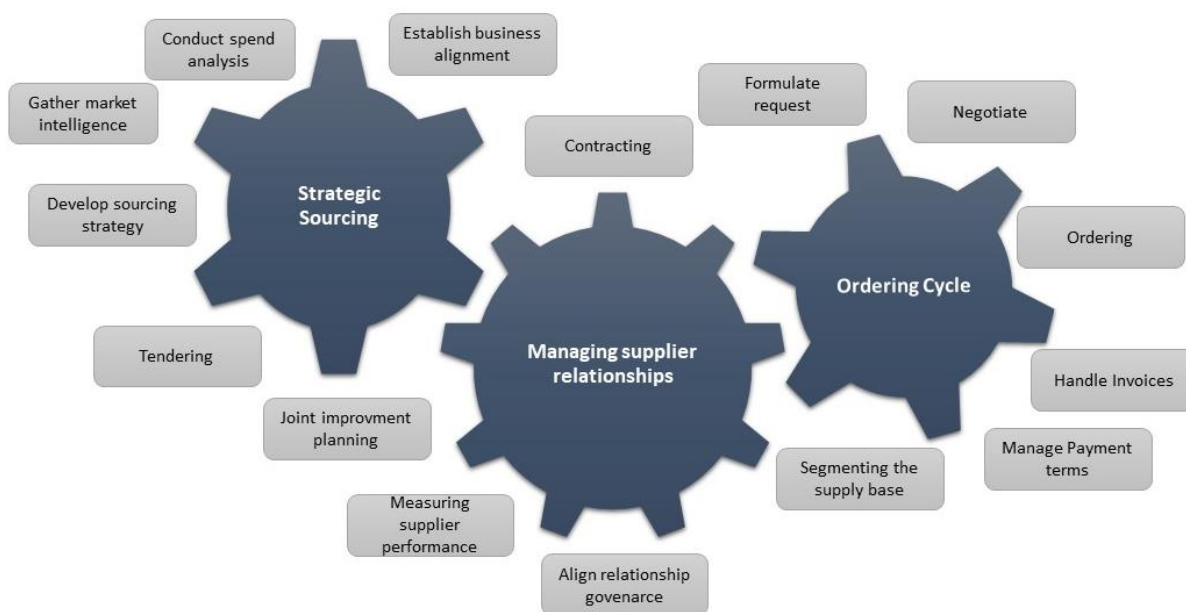 Conduct spend
analysis
Establish business
alignment
Gather market
intelligence
Develop sourcing
strategy
Tendering
Strategic
Sourcing
Contracting
Formulate
request
Negotiate
Ordering
Ordering Cycle
Handle Invoices
Manage Payment
terms
Managing supplier
relationships
Joint improvment
planning
Measuring
supplier
performance
Align relationship
govenarce
Segmenting the
supply base